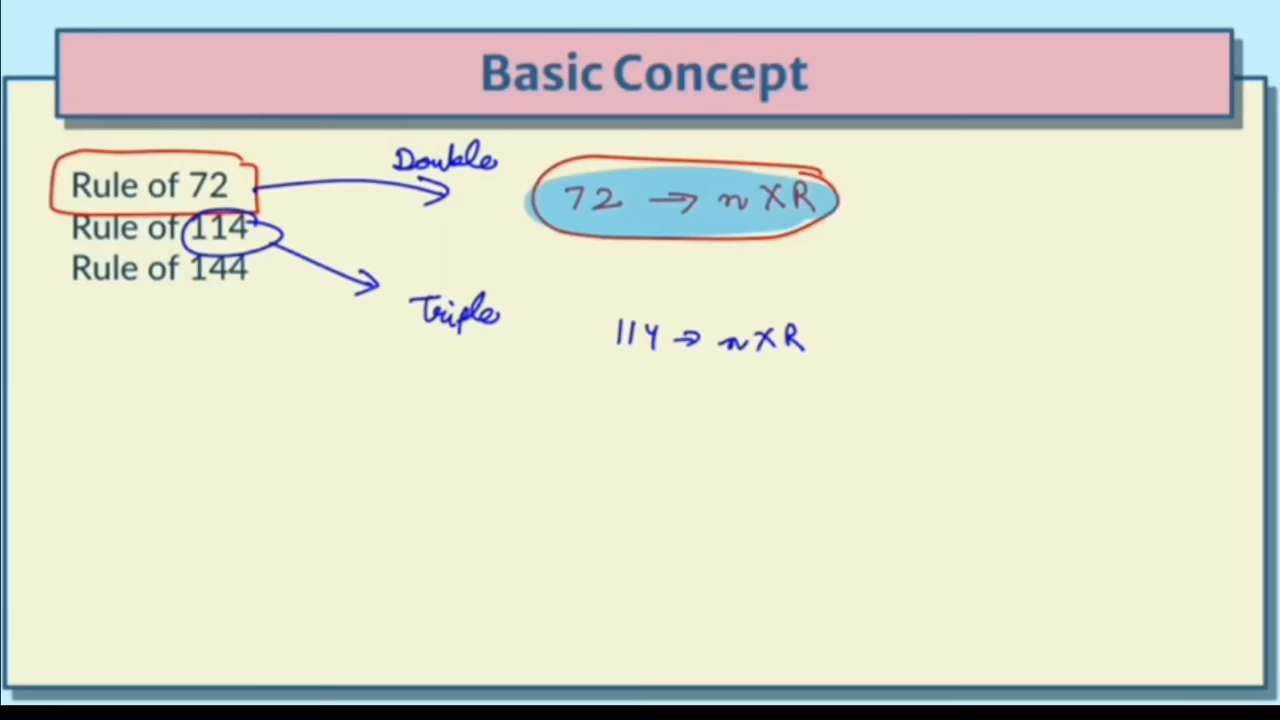 Basic Concept
Double
Rule of 72
72 → n X R
Rule of 114
Rule of 144
Triple
114 → n X R